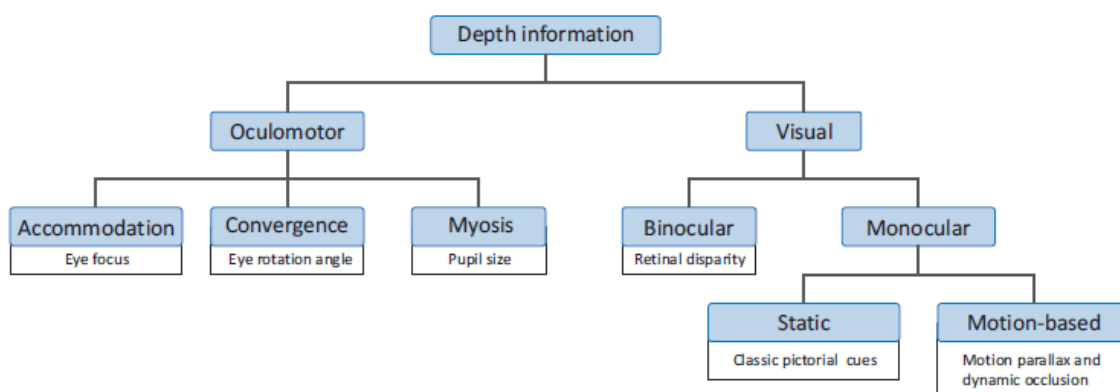 Depth information
Oculomotor
Visual
Accommodation
Eye focus
Convergence
Eye rotation angle
Myosis
Pupil size
Binocular
Retinal disparity
Monocular
Static
Classic pictorial cues
Motion-based
Motion parallax and
dynamic occlusion